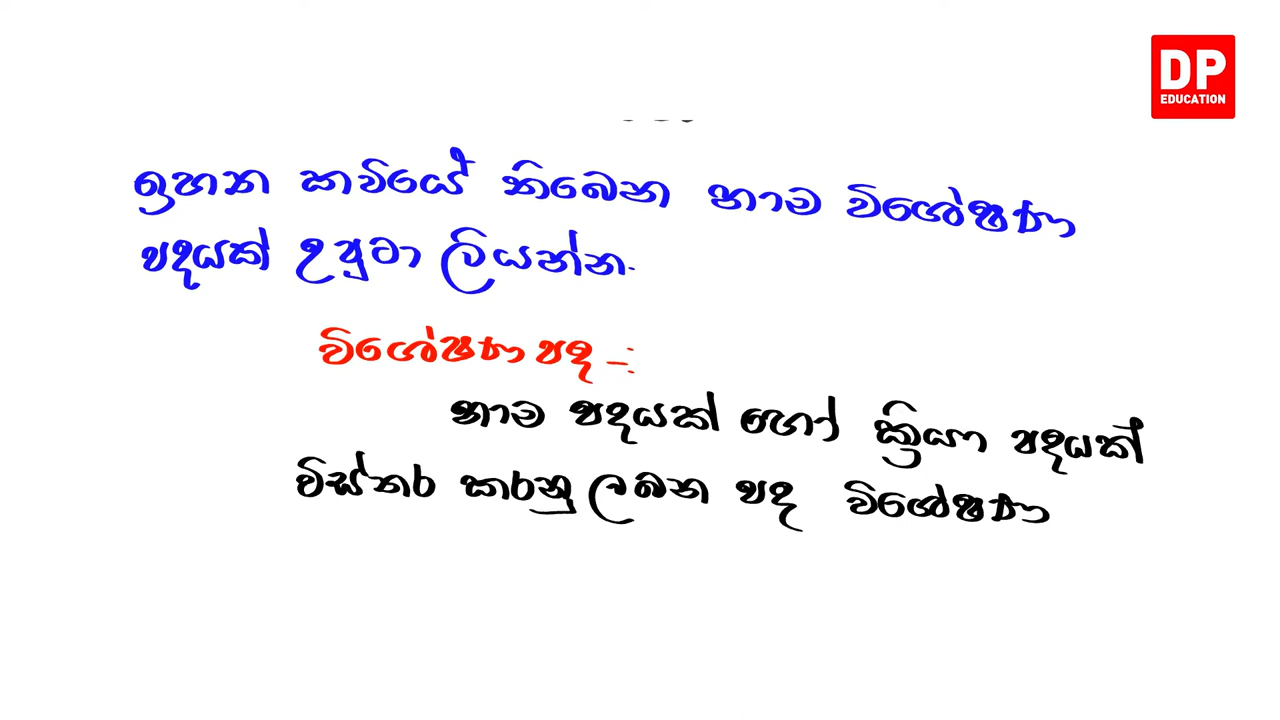 DP
EDUCATION
ඉහත කවියේ තිබෙන නාම විශේෂණ
පදයක් උපුටා ලියන්න.
විශේෂණ පද -:
නාම පදයක් හෝ ක්‍රියා පදයක්
විස්තර කරනු ලබන පද විශේෂණ